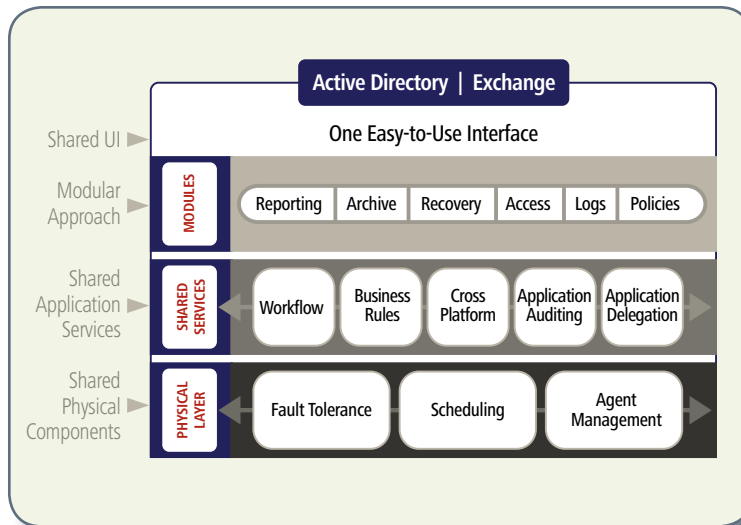 Active Directory | Exchange
Shared UI
One Easy-to-Use Interface
Modular
Approach
MODULES
Reporting
Archive
Recovery
Access
Logs
Policies
Shared
Application
Services
SHARED
SERVICES
Workflow
Business
Rules
Cross
Platform
Application
Auditing
Application
Delegation
Shared
Physical
Components
PHYSICAL
LAYER
Fault Tolerance
Scheduling
Agent
Management